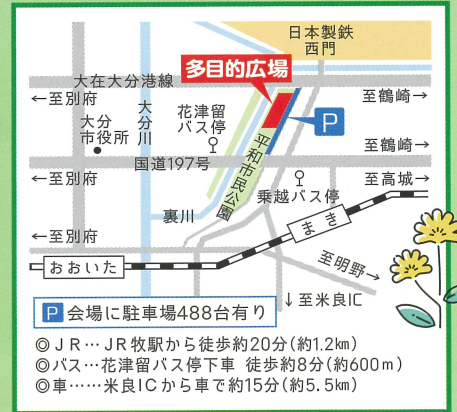 日本製鉄
西門
大在大分港線
多目的広場
←至別府
至鶴崎→
大分川
花津留
バス停
P
大分
市役所
平和市民公園
至鶴崎→
国道197号
←至別府
至高城→
乗越バス停
裏川
まき
←至別府
至明野→
おおいた
↓至米良IC
P 会場に駐車場488台有り
◎JR…JR牧駅から徒歩約20分(約1.2km)
◎バス…花津留バス停下車 徒歩約8分(約600m)
◎車……米良ICから車で約15分(約5.5km)